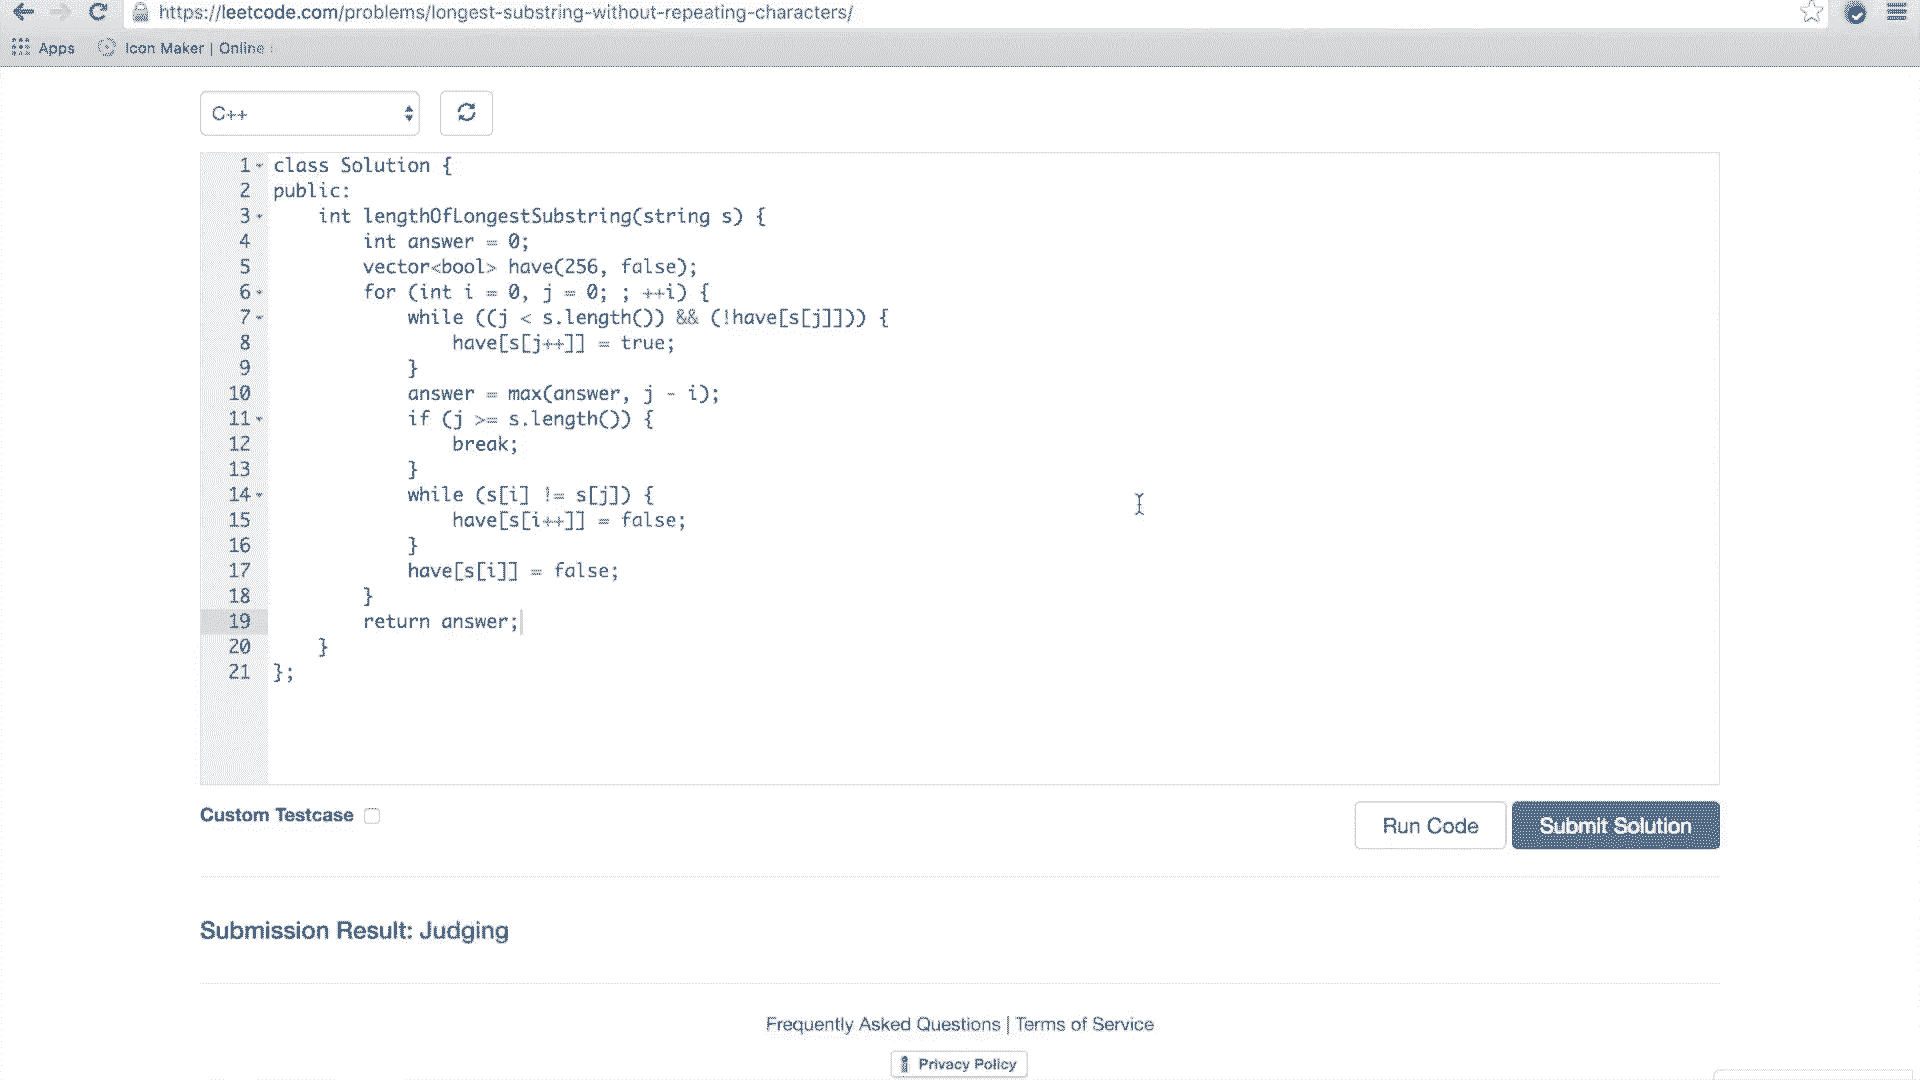 https://leetcode.com/problems/longest-substring-without-repeating-characters/
Apps Icon Maker | Online
C++
1 class Solution {
2 public:
3     int lengthOfLongestSubstring(string s) {
4         int answer = 0;
5         vector<bool> have(256, false);
6         for (int i = 0, j = 0; ; ++i) {
7             while ((j < s.length()) && (!have[s[j]])) {
8                 have[s[j++]] = true;
9             }
10             answer = max(answer, j - i);
11             if (j >= s.length()) {
12                 break;
13             }
14             while (s[i] != s[j]) {
15                 have[s[i++]] = false;
16             }
17             have[s[i]] = false;
18         }
19         return answer;
20     }
21 };
Custom Testcase
Run Code Submit Solution
Submission Result: Judging
Frequently Asked Questions | Terms of Service
Privacy Policy